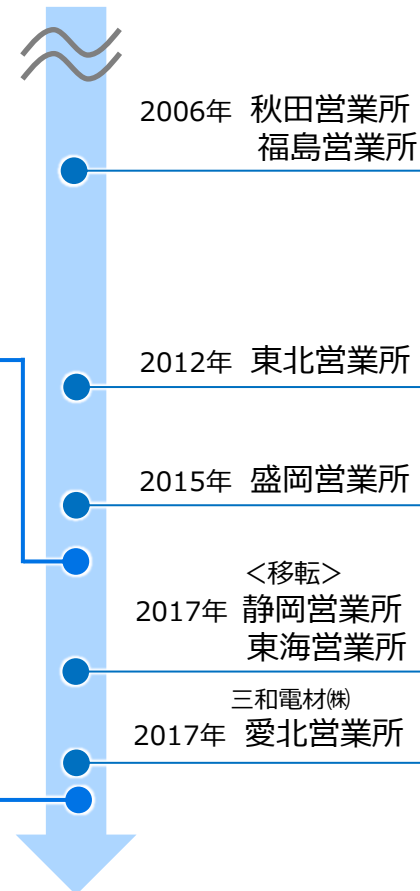 2006年 秋田営業所
福島営業所
2012年 東北営業所
2015年 盛岡営業所
<移転>
2017年 静岡営業所
東海営業所
三和電材㈱
2017年 愛北営業所